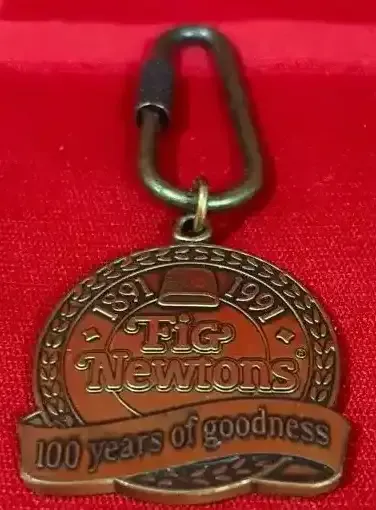 1891 1991
Fig
Newtons®
100 years of goodness